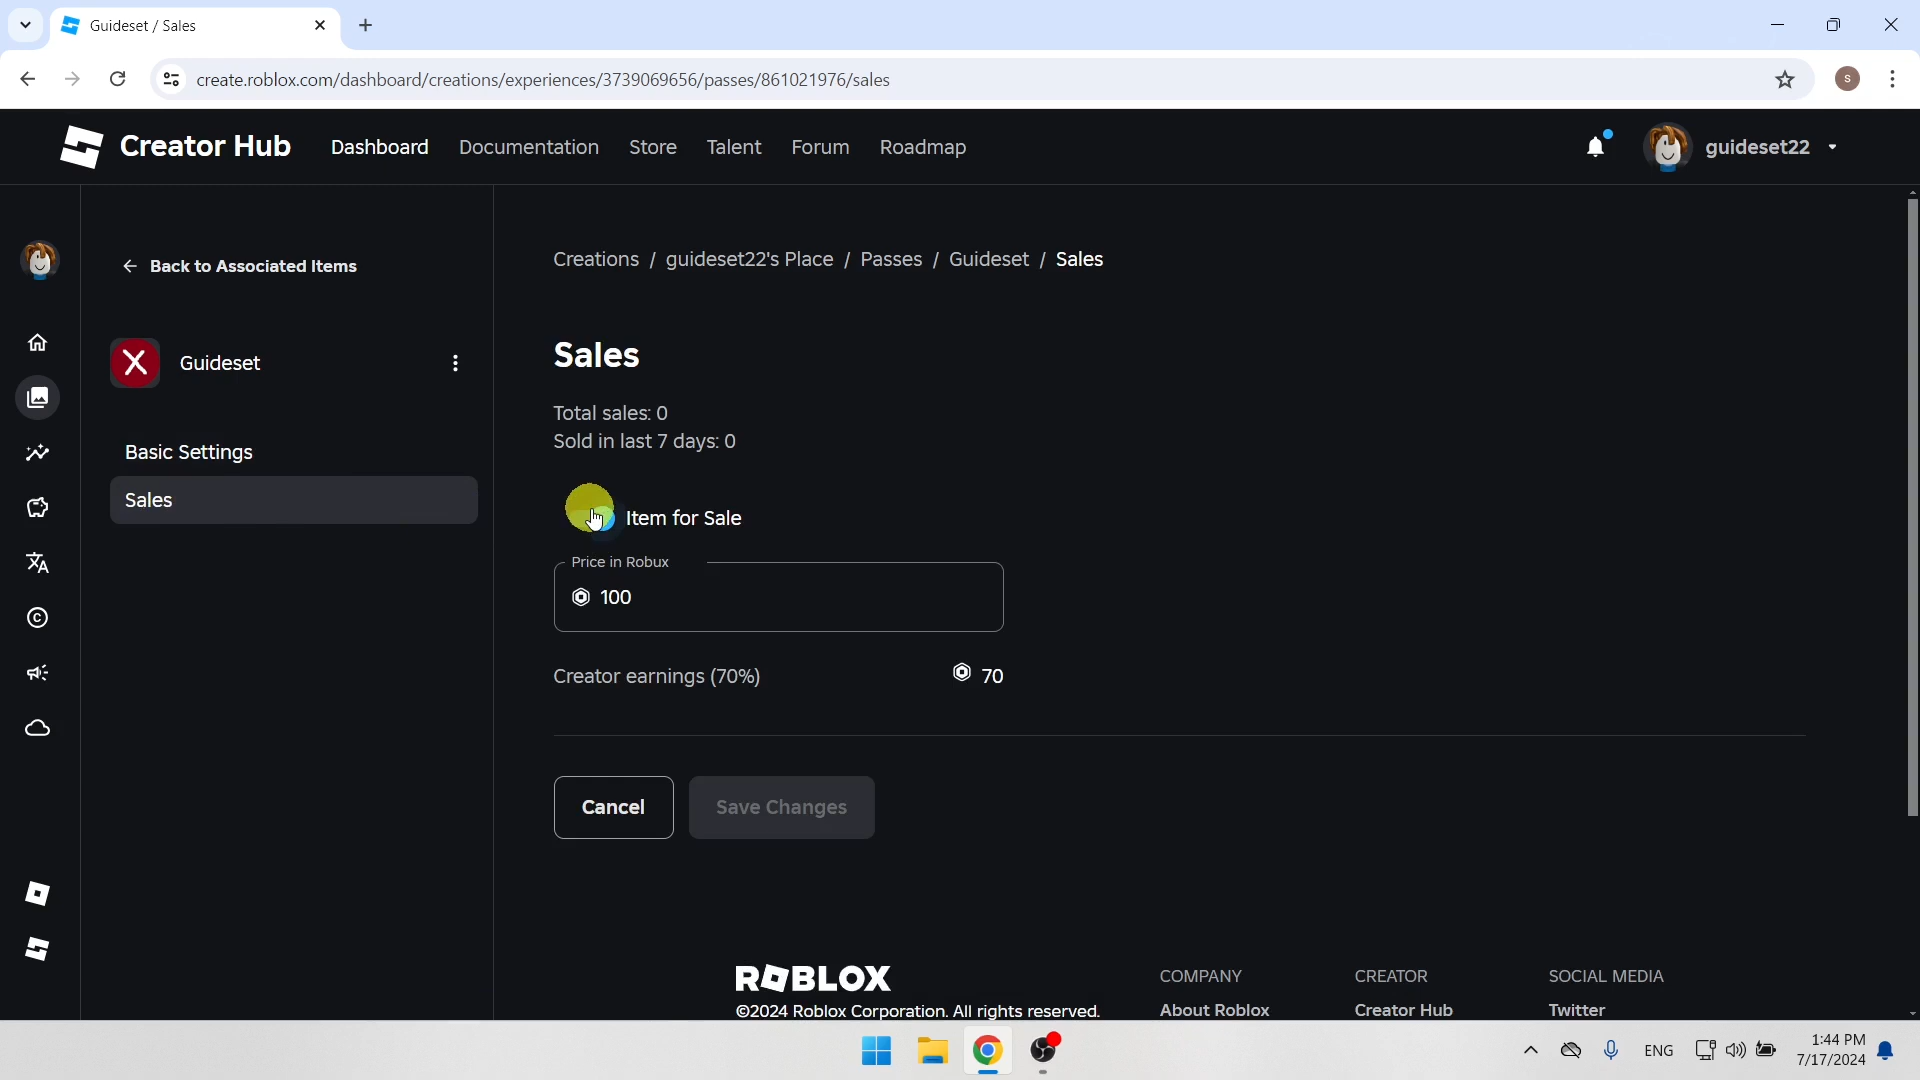 Guideset / Sales
create.roblox.com/dashboard/creations/experiences/3739069656/passes/861021976/sales
S
Creator Hub
Dashboard
Documentation
Store
Talent
Forum
Roadmap
guideset22
Back to Associated Items
Guideset
Basic Settings
Sales
Creations / guideset22's Place / Passes / Guideset / Sales
Sales
Total sales: 0
Sold in last 7 days: 0
Item for Sale
Price in Robux
100
Creator earnings (70%)
70
Cancel
Save Changes
ROBLOX
©2024 Roblox Corporation. All rights reserved.
COMPANY
About Roblox
CREATOR
Creator Hub
SOCIAL MEDIA
Twitter
ENG
1:44 PM
7/17/2024